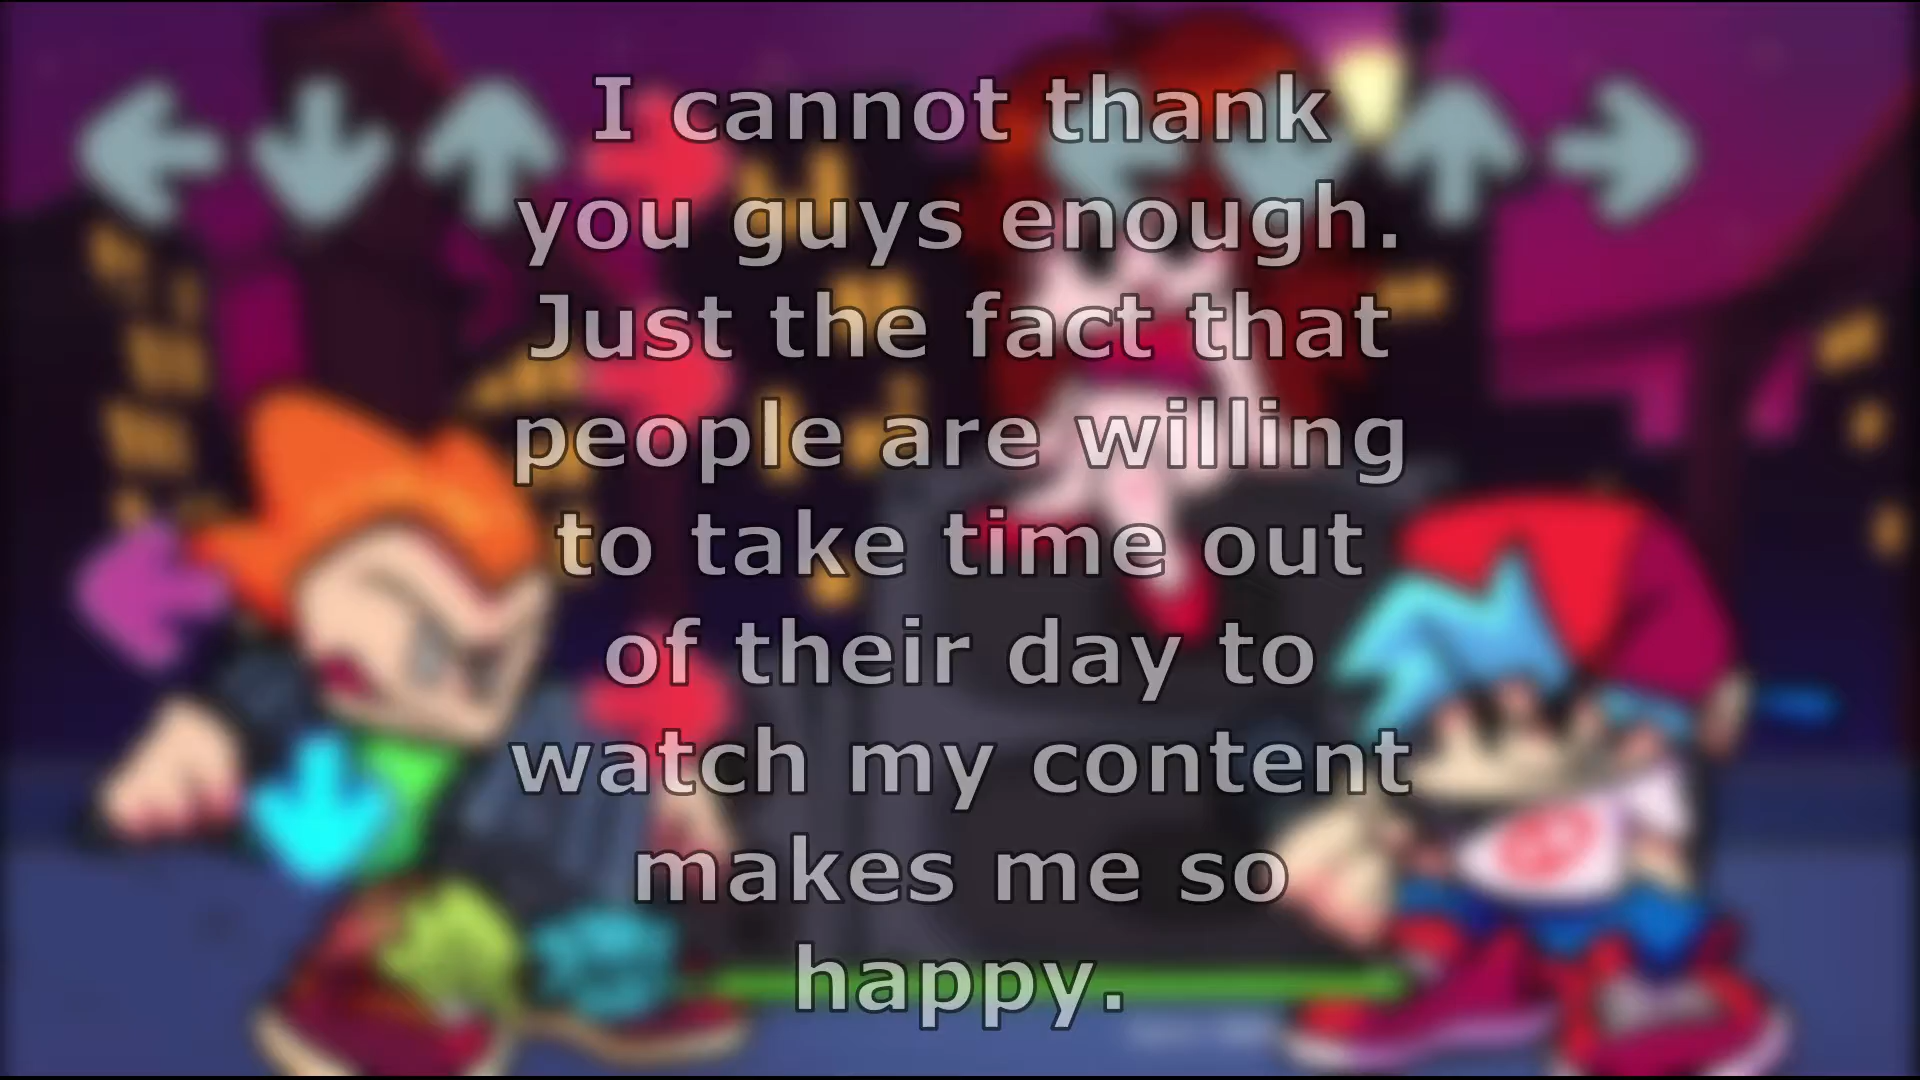 I cannot thank
you guys enough.
Just the fact that
people are willing
to take time out
of their day to
watch my content
makes me so
happy.